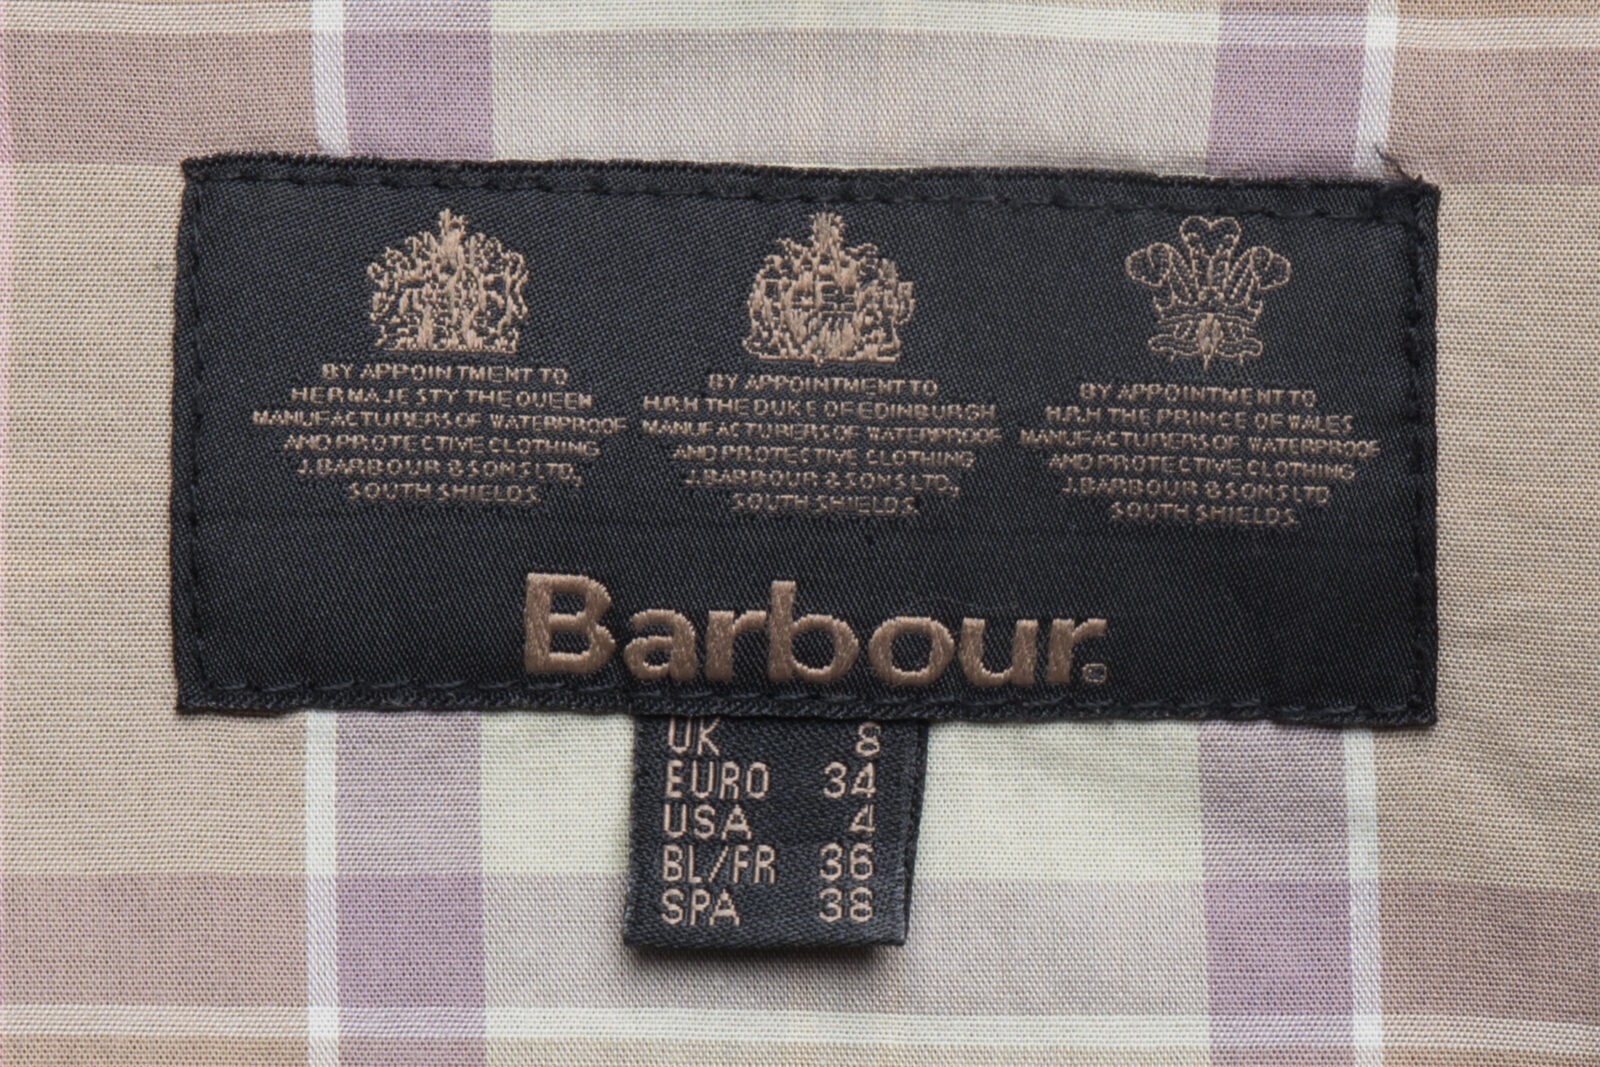 BY APPOINTMENT TO
HER MAJESTY THE QUEEN
MANUFACTURERS OF WATERPROOF
AND PROTECTIVE CLOTHING
J.BARBOUR & SONS LTD,
SOUTH SHIELDS
BY APPOINTMENT TO
H.R.H THE DUKE OF EDINBURGH
MANUFACTURERS OF WATERPROOF
AND PROTECTIVE CLOTHING
J.BARBOUR & SONS LTD,
SOUTH SHIELDS
BY APPOINTMENT TO
H.R.H THE PRINCE OF WALES
MANUFACTURERS OF WATERPROOF
AND PROTECTIVE CLOTHING
J.BARBOUR & SONS LTD
SOUTH SHIELDS
Barbour®
UK 8
EURO 34
USA 4
BL/FR 36
SPA 38